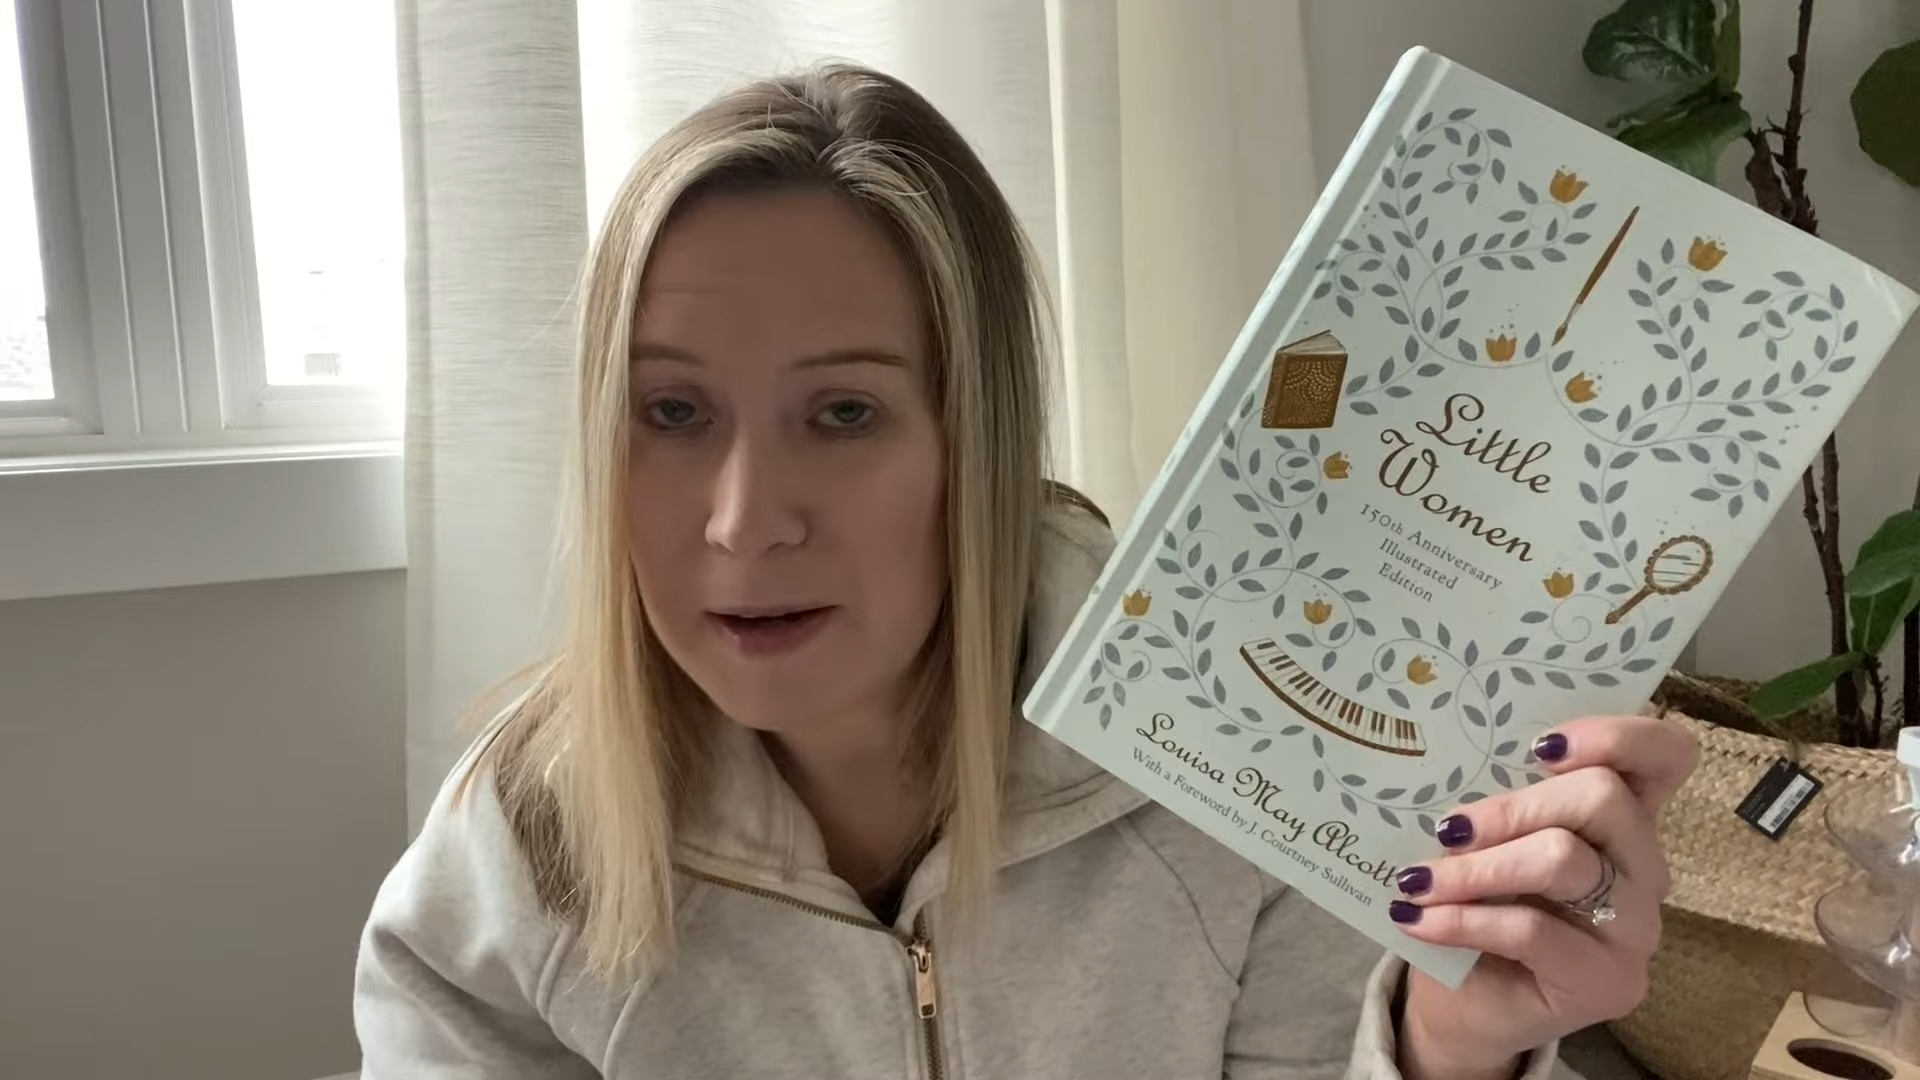 Little
Women
150th Anniversary
Illustrated
Edition
Louisa May Alcott
With a Foreword by J. Courtney Sullivan